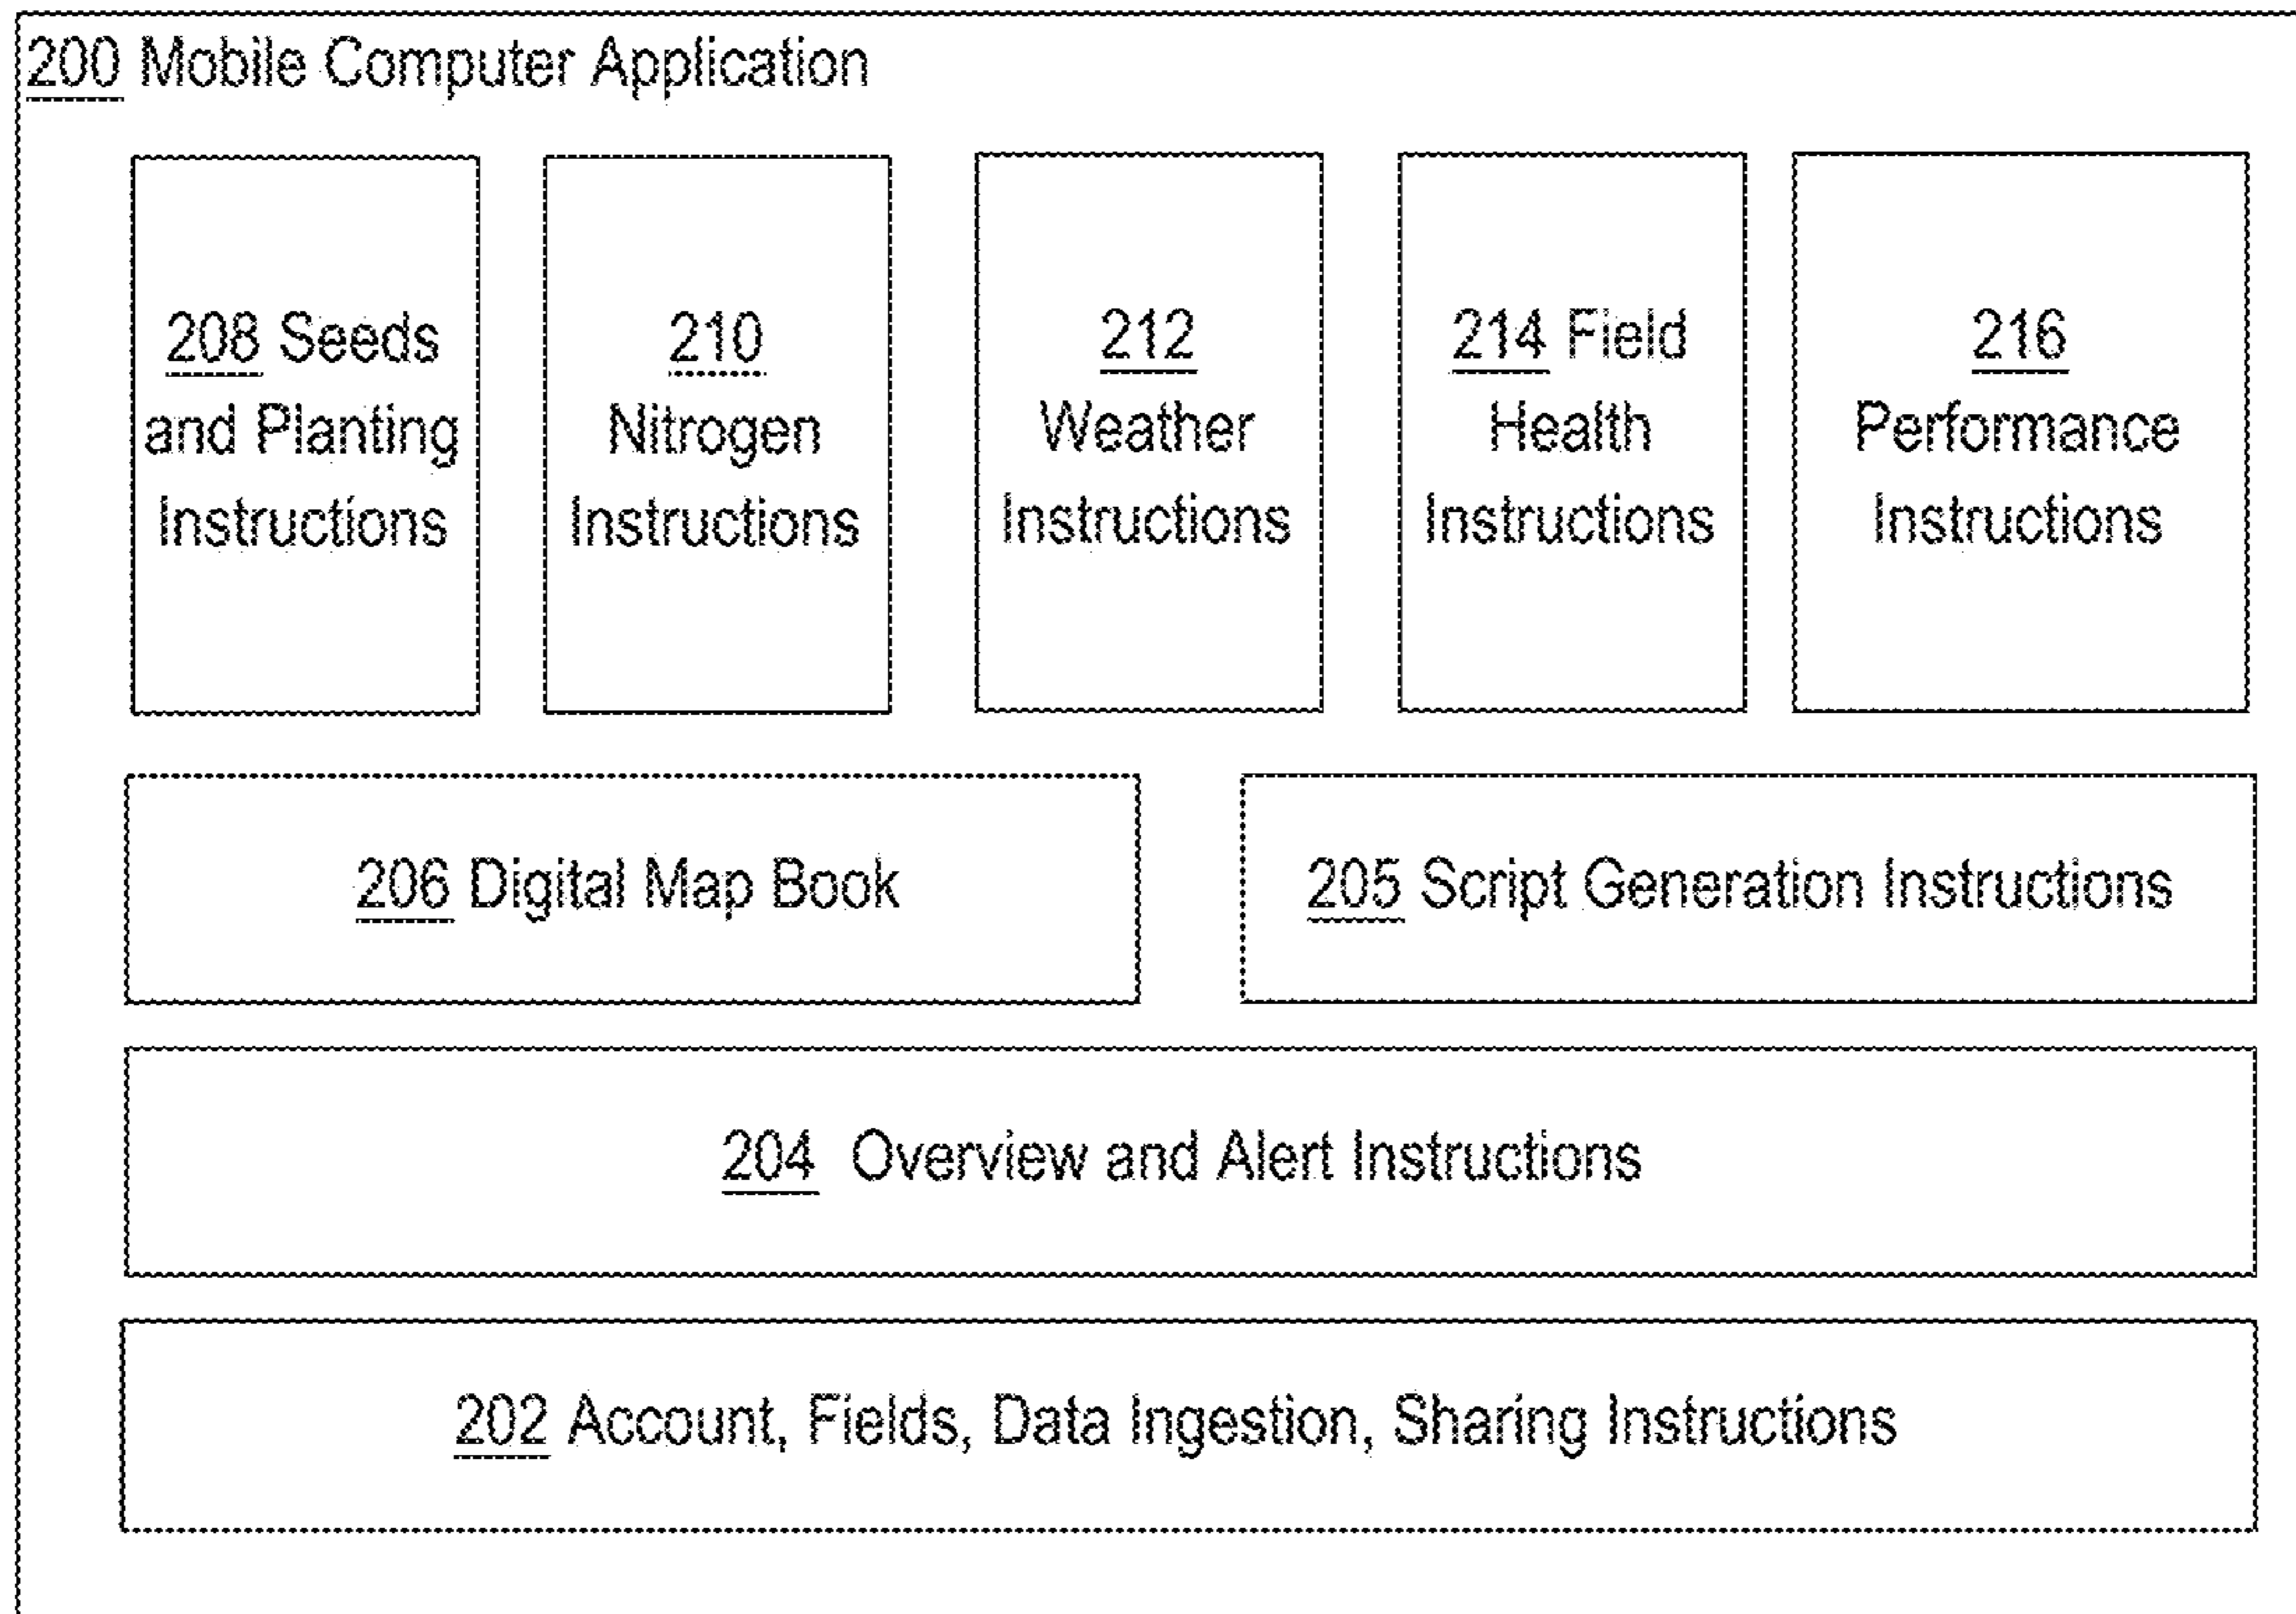 200 Mobile Computer Application
208 Seeds
and Planting
Instructions
210
Nitrogen
Instructions
212
Weather
Instructions
214 Field
Health
Instructions
216
Performance
Instructions
206 Digital Map Book
205 Script Generation Instructions
204 Overview and Alert Instructions
202 Account, Fields, Data Ingestion, Sharing Instructions